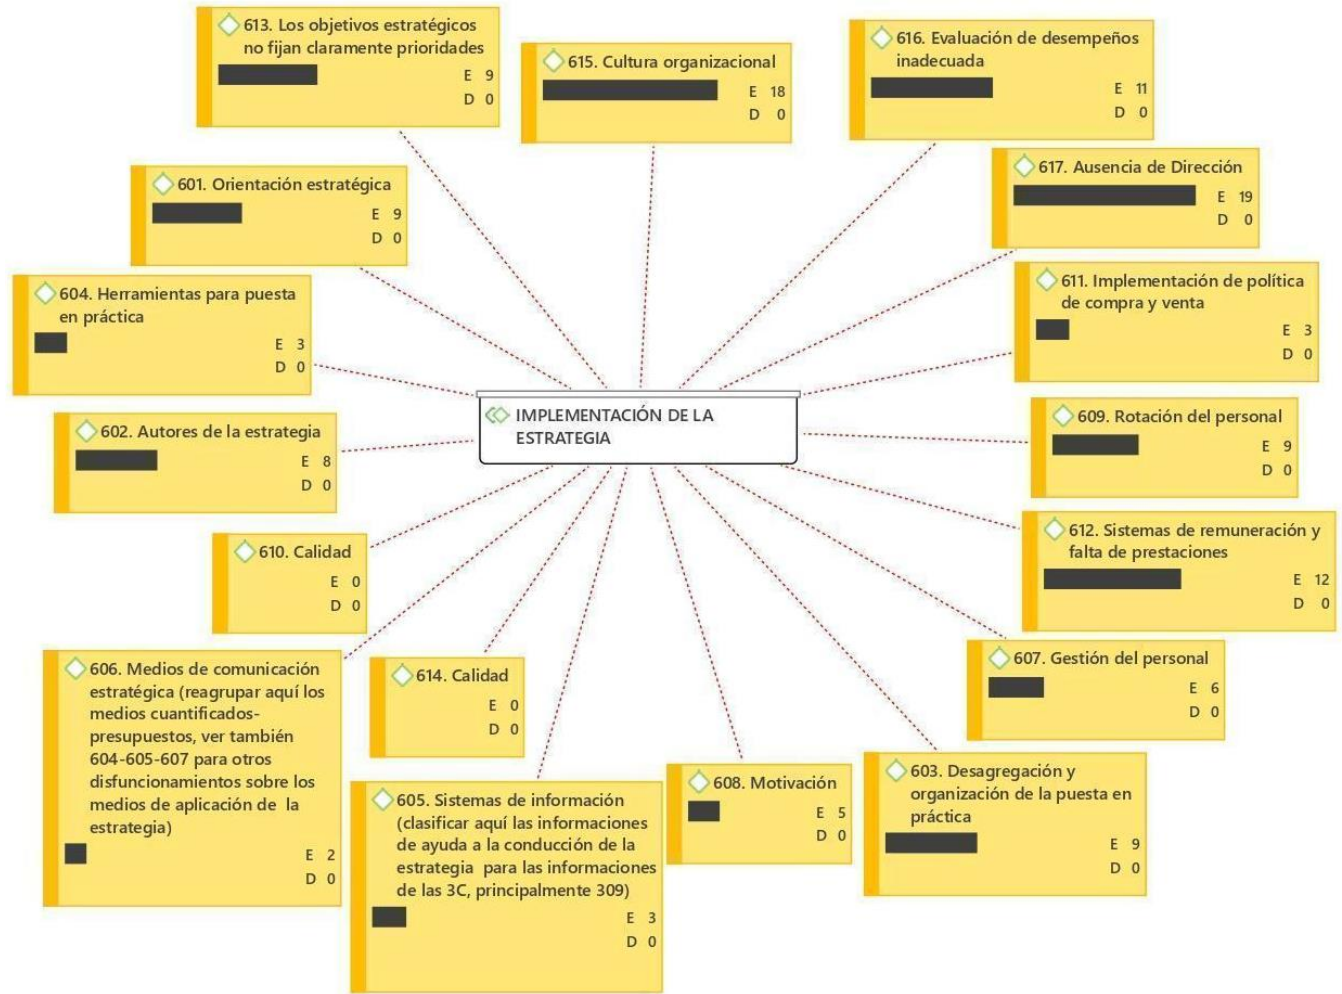 613. Los objetivos estratégicos
no fijan claramente prioridades
E 9
D 0
615. Cultura organizacional
E 18
D 0
616. Evaluación de desempeños
inadecuada
E 11
D 0
601. Orientación estratégica
E 9
D 0
617. Ausencia de Dirección
E 19
D 0
604. Herramientas para puesta
en práctica
E 3
D 0
611. Implementación de política
de compra y venta
E 3
D 0
IMPLEMENTACIÓN DE LA
ESTRATEGIA
602. Autores de la estrategia
E 8
D 0
609. Rotación del personal
E 9
D 0
610. Calidad
E 0
D 0
612. Sistemas de remuneración y
falta de prestaciones
E 12
D 0
606. Medios de comunicación
estratégica (reagrupar aquí los
medios cuantificados-
presupuestos, ver también
604-605-607 para otros
disfuncionamientos sobre los
medios de aplicación de la
estrategia)
E 2
D 0
614. Calidad
E 0
D 0
607. Gestión del personal
E 6
D 0
605. Sistemas de información
(clasificar aquí las informaciones
de ayuda a la conducción de la
estrategia para las informaciones
de las 3C, principalmente 309)
E 3
D 0
608. Motivación
E 5
D 0
603. Desagregación y
organización de la puesta en
práctica
E 9
D 0